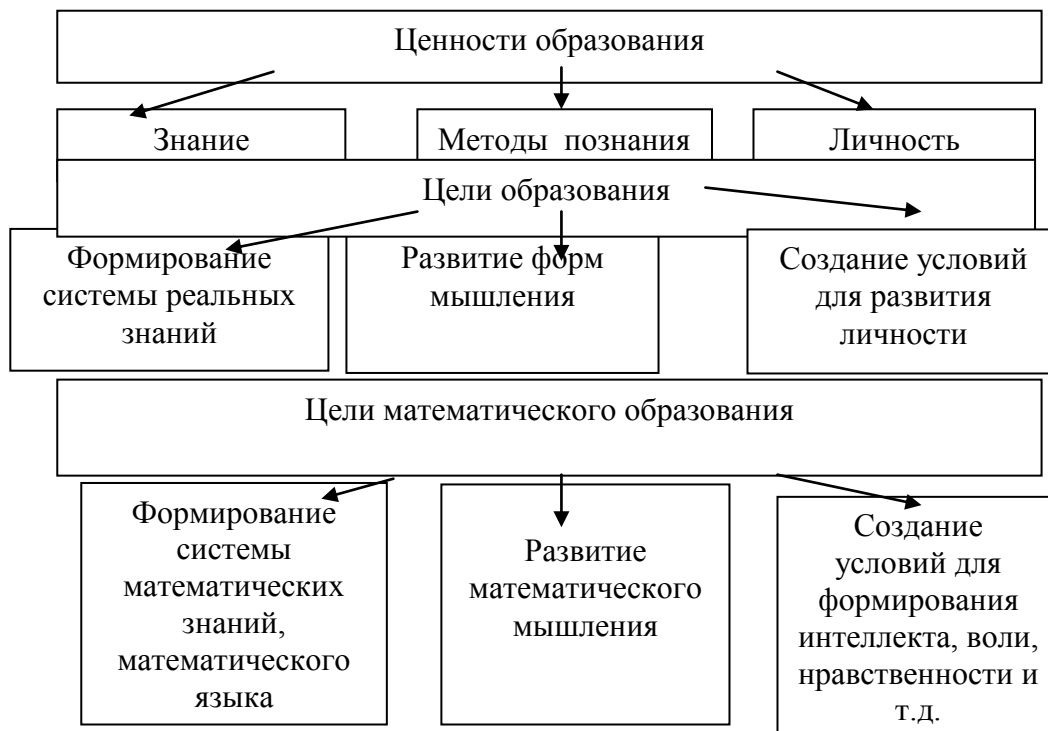 Ценности образования
Знание
Методы познания
Личность
Цели образования
Формирование
системы реальных
знаний
Развитие форм
мышления
Создание условий
для развития
личности
Цели математического образования
Формирование
системы
математических
знаний,
математического
языка
Развитие
математического
мышления
Создание
условий для
формирования
интеллекта, воли,
нравственности и
т.д.